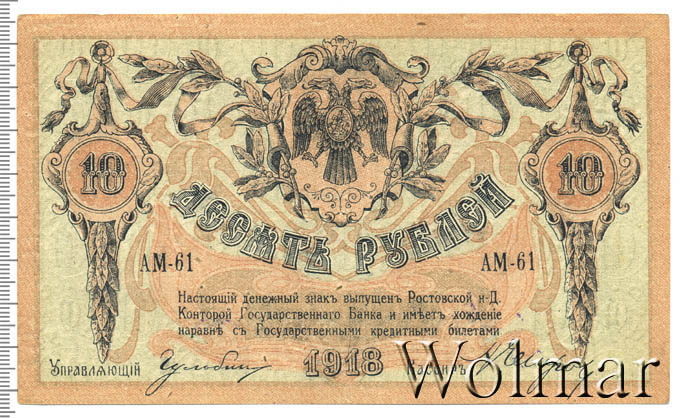 10 10
ДЕСЯТЬ РУБЛЕЙ
АМ-61 АМ-61
Настоящій денежный знакъ выпущенъ Ростовской н-Д.
Конторой Государственнаго Банка и имѣетъ хожденіе
наравнѣ съ Государственными кредитными билетами
Управляющій 1918 Кассиръ
Wolmar